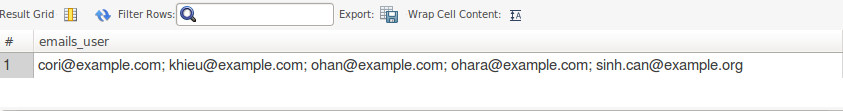 Result Grid Filter Rows: Export: Wrap Cell Content: IA
# emails_user
1 cori@example.com; khieu@example.com; ohan@example.com; ohara@example.com; sinh.can@example.org